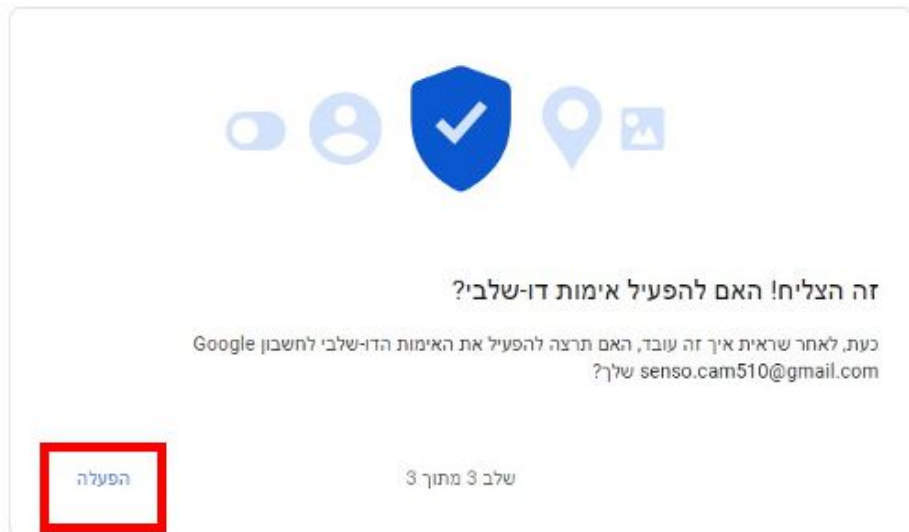 זה הצליח! האם להפעיל אימות דו-שלבי?
כעת, לאחר שראית איך זה עובד, האם תרצה להפעיל את האימות הדו-שלבי לחשבון Google
senso.cam510@gmail.com שלך?
שלב 3 מתוך 3
הפעלה